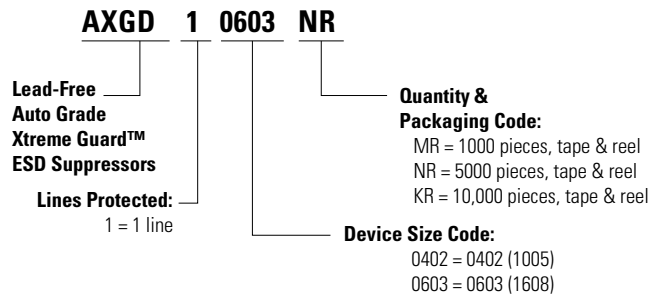 AXGD 1 0603 NR
Lead-Free
Auto Grade
Xtreme Guard™
ESD Suppressors
Lines Protected:
1 = 1 line
Quantity &
Packaging Code:
MR = 1000 pieces, tape & reel
NR = 5000 pieces, tape & reel
KR = 10,000 pieces, tape & reel
Device Size Code:
0402 = 0402 (1005)
0603 = 0603 (1608)